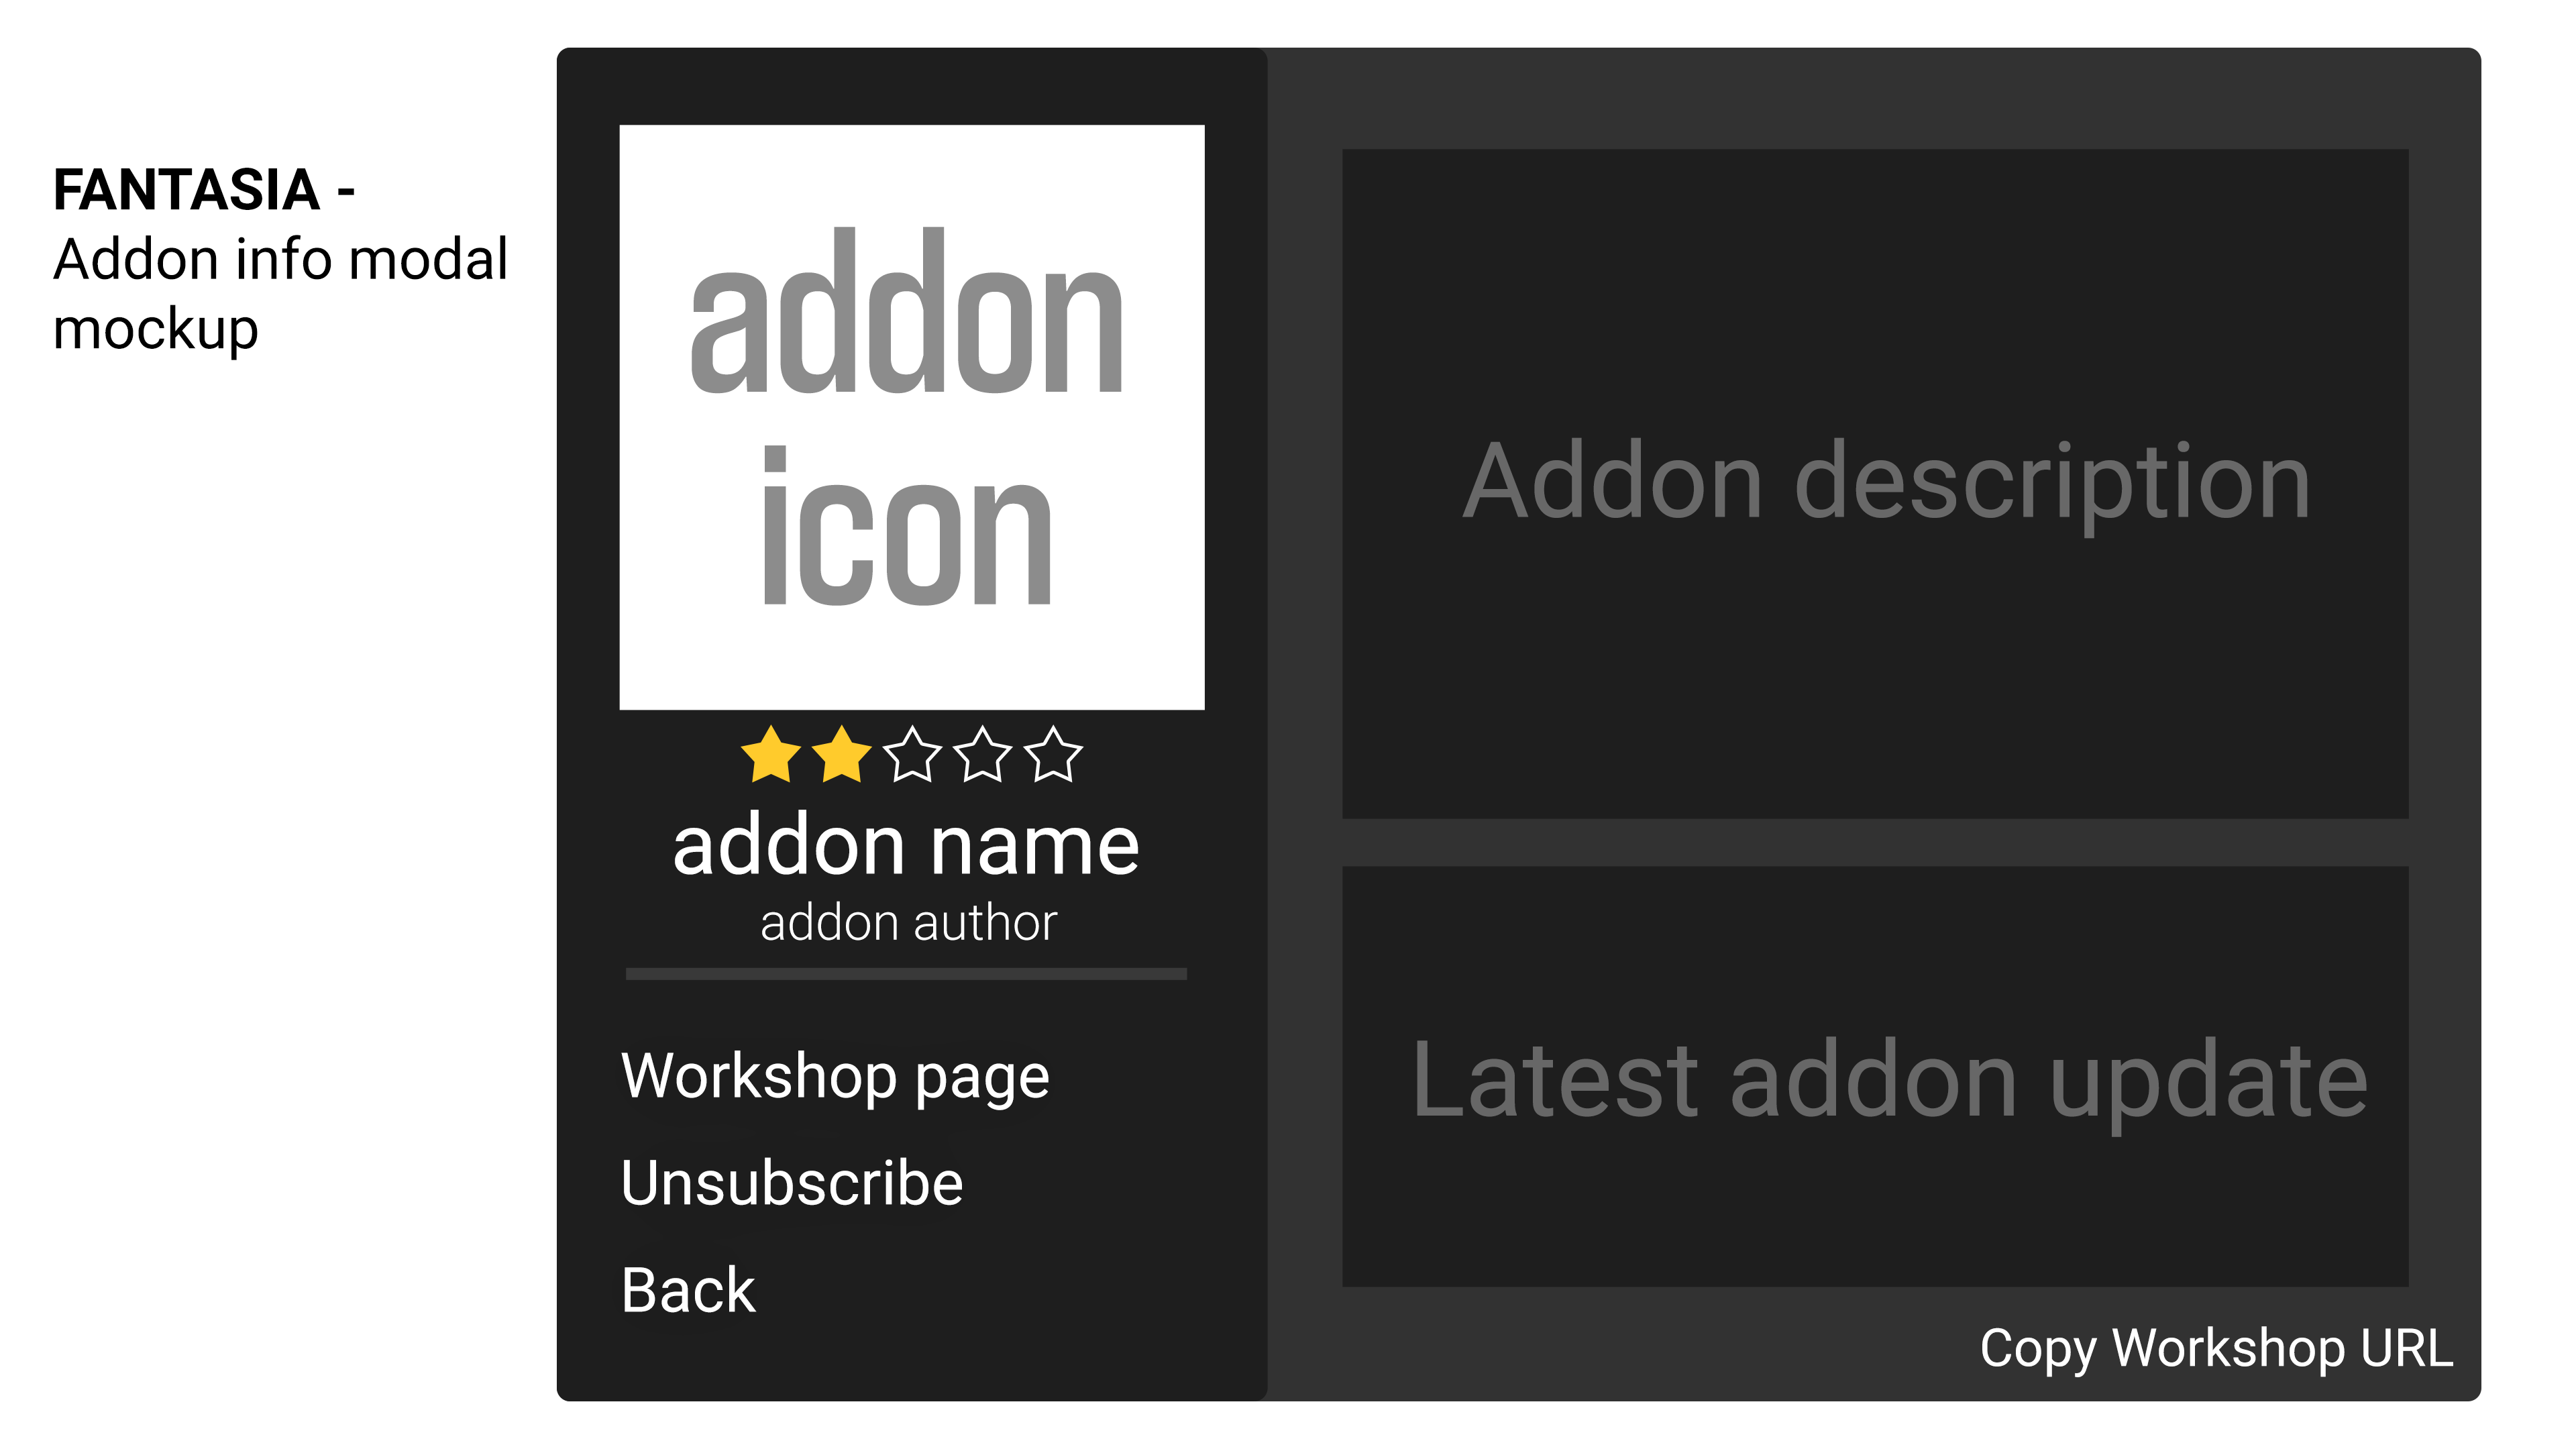 FANTASIA -
Addon info modal
mockup
addon
icon
addon name
addon author
Workshop page
Unsubscribe
Back
Addon description
Latest addon update
Copy Workshop URL